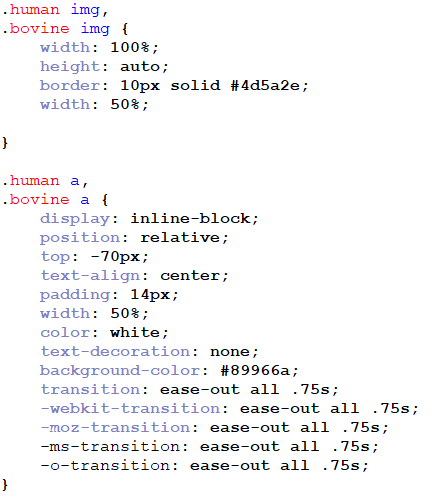 .human img,
.bovine img {
    width: 100%;
    height: auto;
    border: 10px solid #4d5a2e;
    width: 50%;
}
.human a,
.bovine a {
    display: inline-block;
    position: relative;
    top: -70px;
    text-align: center;
    padding: 14px;
    width: 50%;
    color: white;
    text-decoration: none;
    background-color: #89966a;
    transition: ease-out all .75s;
    -webkit-transition: ease-out all .75s;
    -moz-transition: ease-out all .75s;
    -ms-transition: ease-out all .75s;
    -o-transition: ease-out all .75s;
}